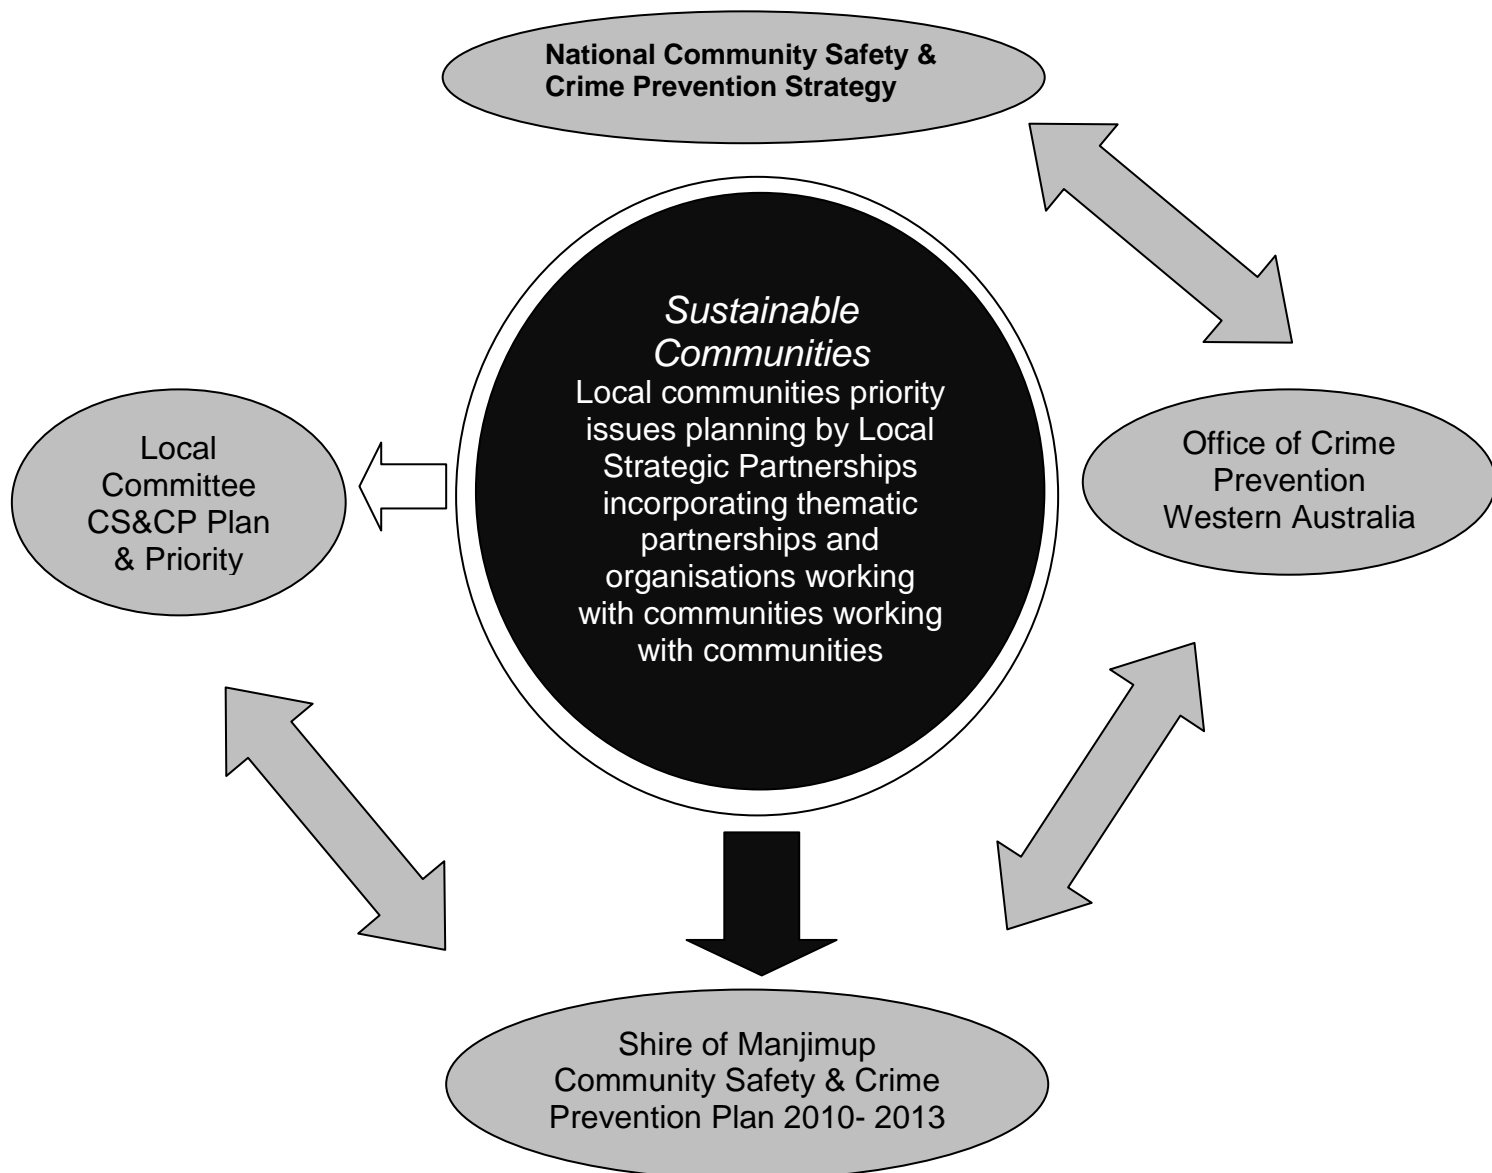 National Community Safety &
Crime Prevention Strategy
Sustainable
Communities
Local communities priority
issues planning by Local
Strategic Partnerships
incorporating thematic
partnerships and
organisations working
with communities working
with communities
Local
Committee
CS&CP Plan
& Priority
Office of Crime
Prevention
Western Australia
Shire of Manjimup
Community Safety & Crime
Prevention Plan 2010- 2013